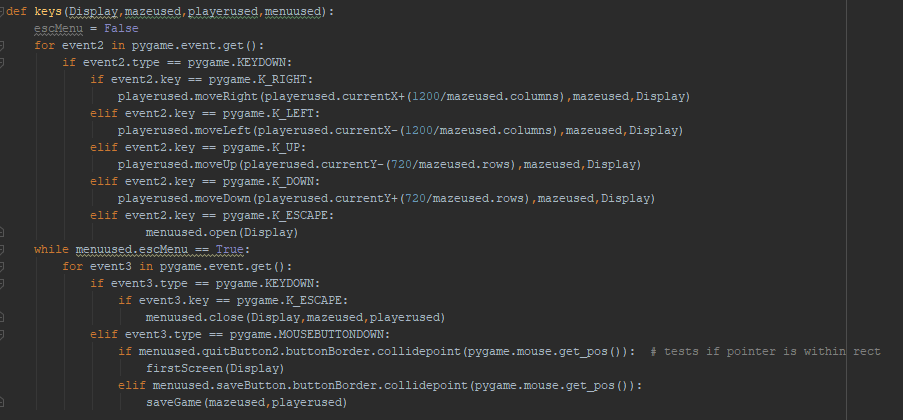 def keys(Display,mazeused,playerused,menuused):
    escMenu = False
    for event2 in pygame.event.get():
        if event2.type == pygame.KEYDOWN:
            if event2.key == pygame.K_RIGHT:
                playerused.moveRight(playerused.currentX+(1200/mazeused.columns),mazeused,Display)
            elif event2.key == pygame.K_LEFT:
                playerused.moveLeft(playerused.currentX-(1200/mazeused.columns),mazeused,Display)
            elif event2.key == pygame.K_UP:
                playerused.moveUp(playerused.currentY-(720/mazeused.rows),mazeused,Display)
            elif event2.key == pygame.K_DOWN:
                playerused.moveDown(playerused.currentY+(720/mazeused.rows),mazeused,Display)
            elif event2.key == pygame.K_ESCAPE:
                    menuused.open(Display)
    while menuused.escMenu == True:
        for event3 in pygame.event.get():
            if event3.type == pygame.KEYDOWN:
                if event3.key == pygame.K_ESCAPE:
                    menuused.close(Display,mazeused,playerused)
            elif event3.type == pygame.MOUSEBUTTONDOWN:
                if menuused.quitButton2.buttonBorder.collidepoint(pygame.mouse.get_pos()):  # tests if pointer is within rect
                    firstScreen(Display)
                elif menuused.saveButton.buttonBorder.collidepoint(pygame.mouse.get_pos()):
                    saveGame(mazeused,playerused)